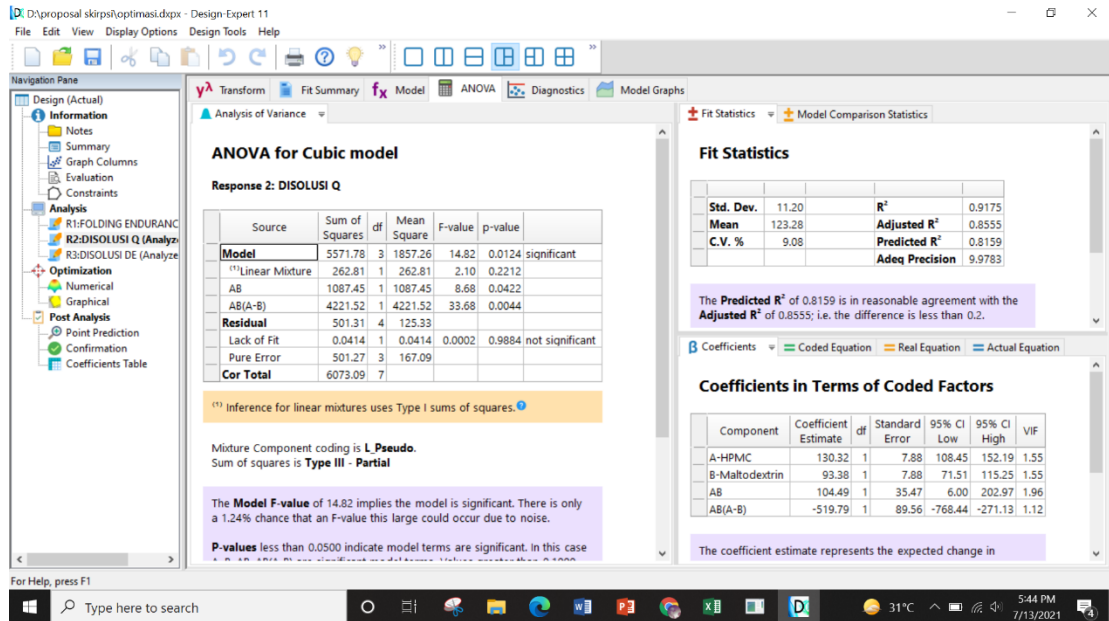 D:\proposal skirpsi\optimasi.dxpx - Design-Expert 11
File Edit View Display Options Design Tools Help
Navigation Pane
Design (Actual)
Information
Notes
Summary
Graph Columns
Evaluation
Constraints
Analysis
R1:FOLDING ENDURANC
R2:DISOLUSI Q (Analyz
R3:DISOLUSI DE (Analyze
Optimization
Numerical
Graphical
Post Analysis
Point Prediction
Confirmation
Coefficients Table
yλ Transform Fit Summary fx Model ANOVA Diagnostics Model Graphs
Analysis of Variance
ANOVA for Cubic model
Response 2: DISOLUSI Q
Source Sum of Squares df Mean Square F-value p-value
Model 5571.78 3 1857.26 14.82 0.0124 significant
(1)Linear Mixture 262.81 1 262.81 2.10 0.2212
AB 1087.45 1 1087.45 8.68 0.0422
AB(A-B) 4221.52 1 4221.52 33.68 0.0044
Residual 501.31 4 125.33
Lack of Fit 0.0414 1 0.0414 0.0002 0.9884 not significant
Pure Error 501.27 3 167.09
Cor Total 6073.09 7
(1) Inference for linear mixtures uses Type I sums of squares.
Mixture Component coding is L_Pseudo.
Sum of squares is Type III - Partial
The Model F-value of 14.82 implies the model is significant. There is only
a 1.24% chance that an F-value this large could occur due to noise.
P-values less than 0.0500 indicate model terms are significant. In this case
Fit Statistics Model Comparison Statistics
Fit Statistics
Std. Dev. 11.20 R² 0.9175
Mean 123.28 Adjusted R² 0.8555
C.V. % 9.08 Predicted R² 0.8159
Adeq Precision 9.9783
The Predicted R² of 0.8159 is in reasonable agreement with the
Adjusted R² of 0.8555; i.e. the difference is less than 0.2.
β Coefficients Coded Equation Real Equation Actual Equation
Coefficients in Terms of Coded Factors
Component Coefficient Estimate df Standard Error 95% CI Low 95% CI High VIF
A-HPMC 130.32 1 7.88 108.45 152.19 1.55
B-Maltodextrin 93.38 1 7.88 71.51 115.25 1.55
AB 104.49 1 35.47 6.00 202.97 1.96
AB(A-B) -519.79 1 89.56 -768.44 -271.13 1.12
The coefficient estimate represents the expected change in
For Help, press F1
Type here to search
31°C
5:44 PM
7/13/2021
4